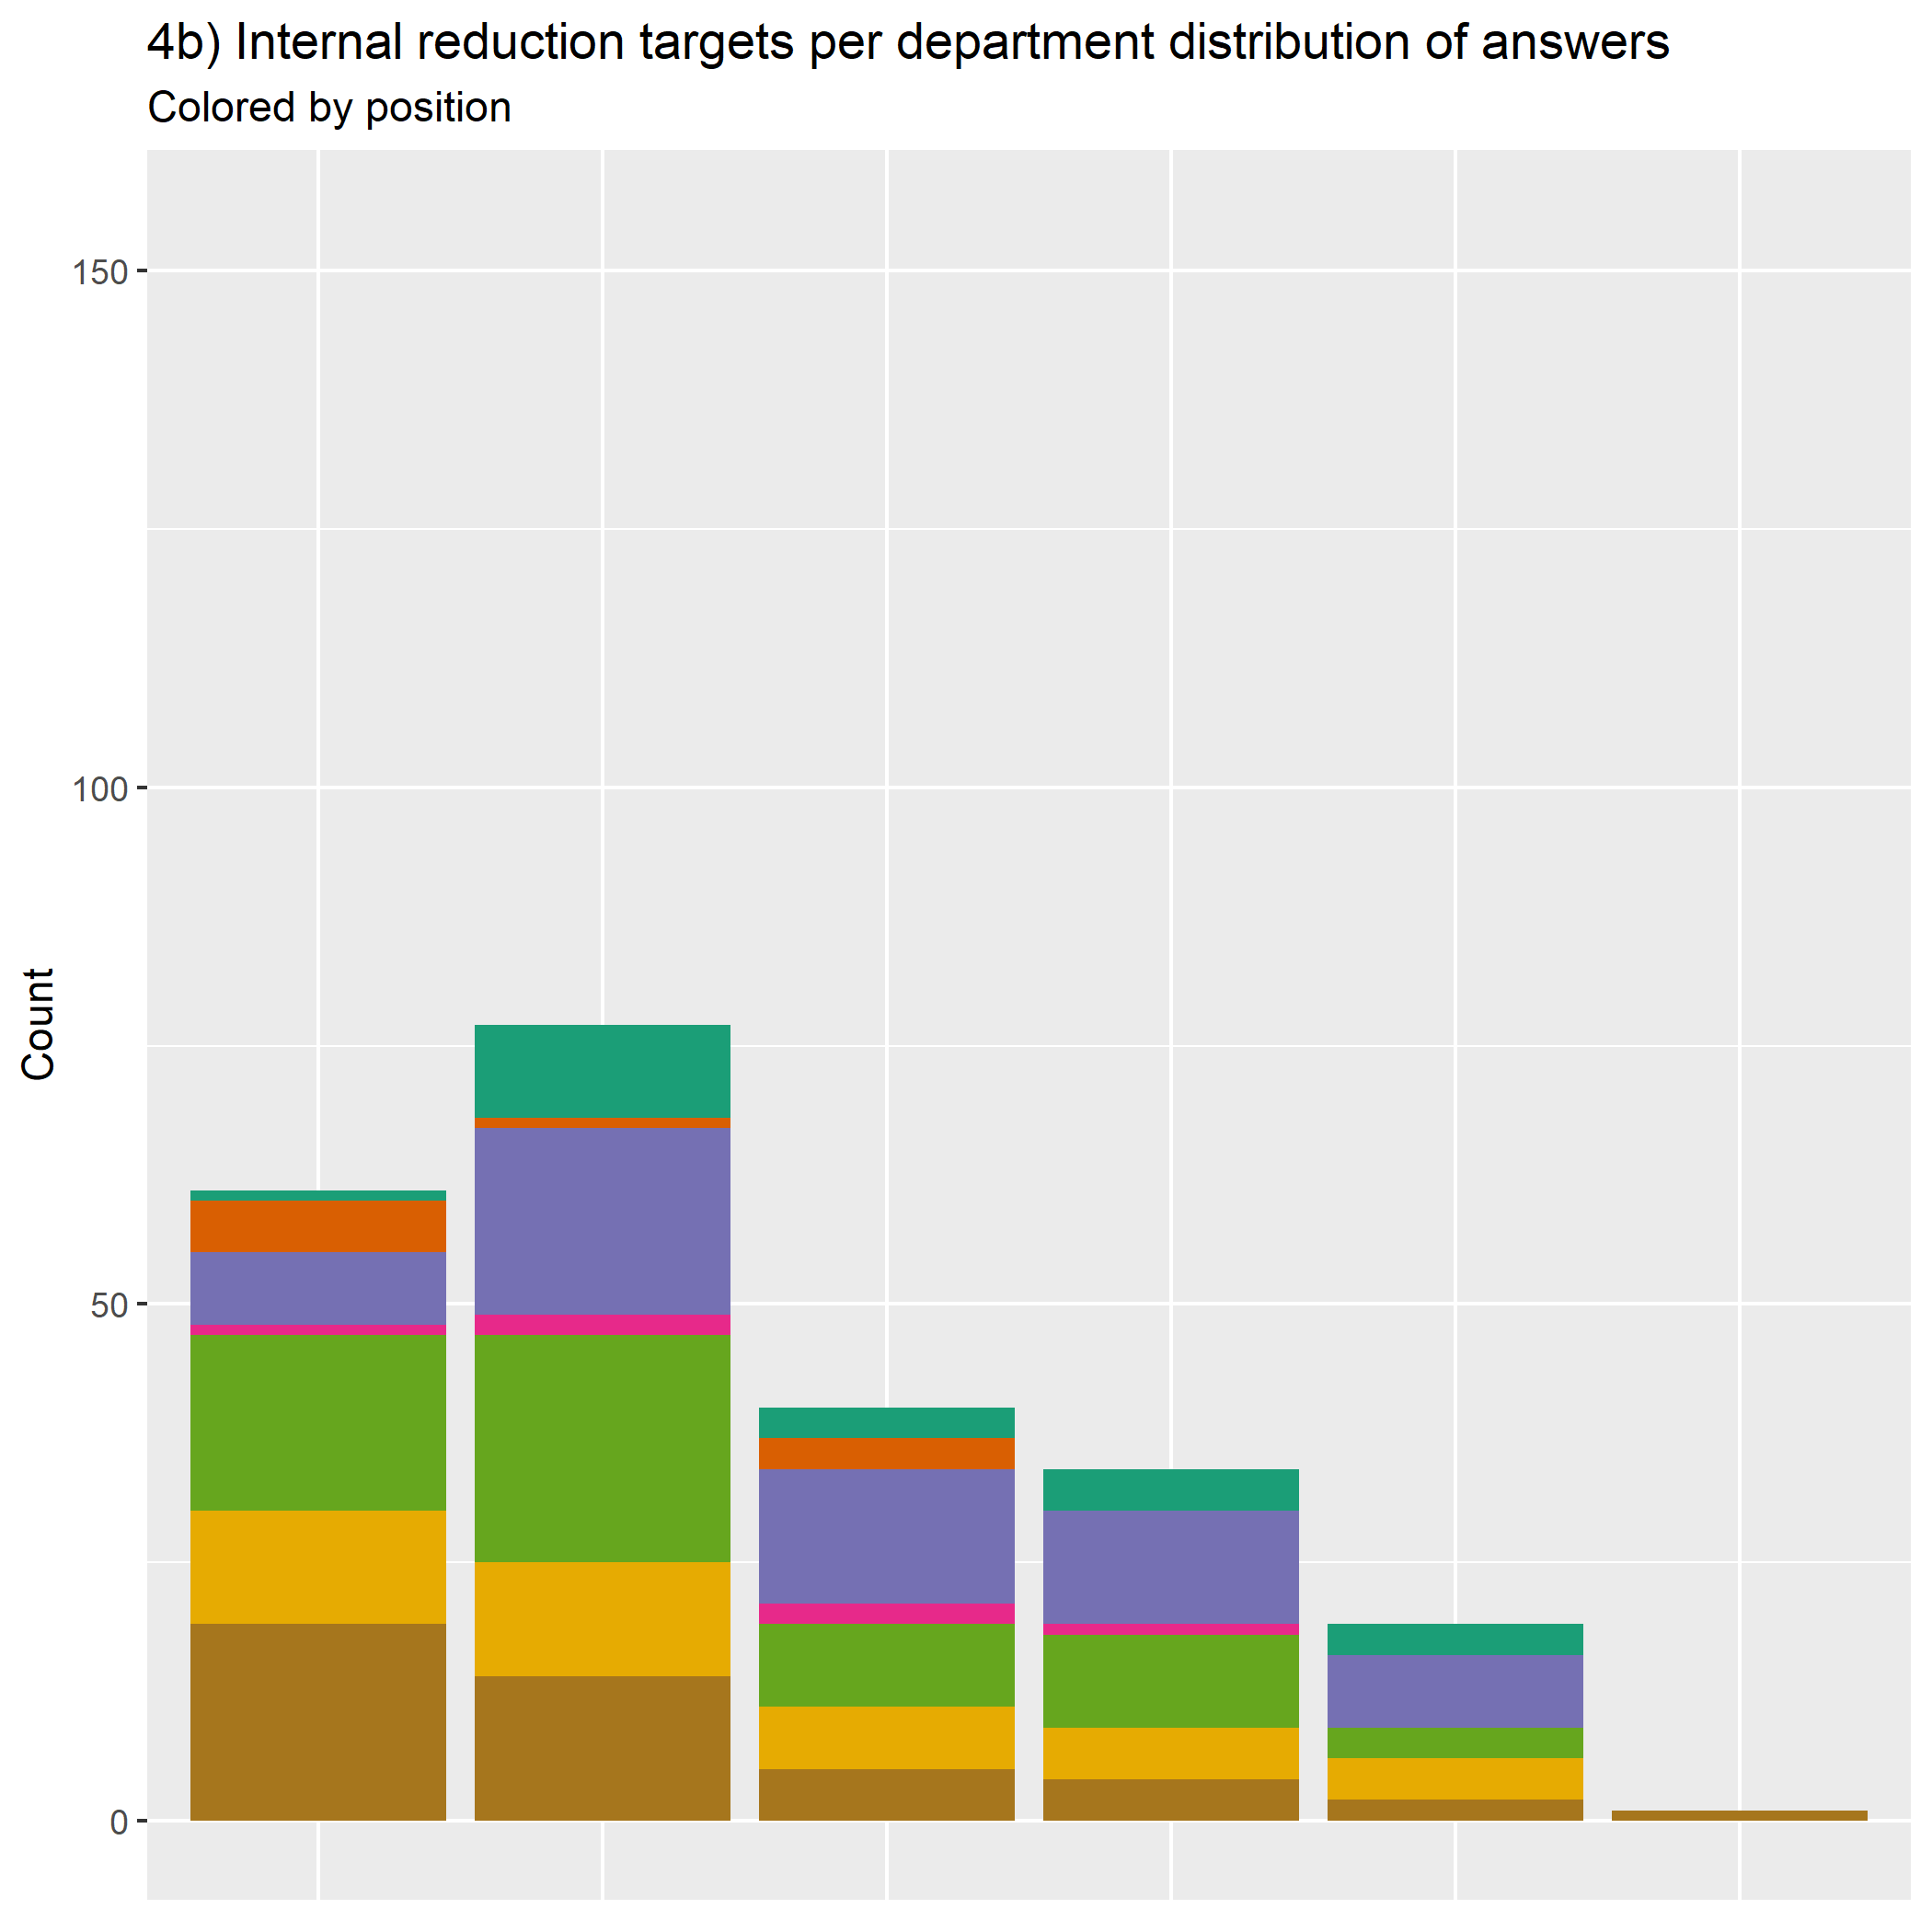 4b) Internal reduction targets per department distribution of answers
Colored by position
150
100
50
0
Count